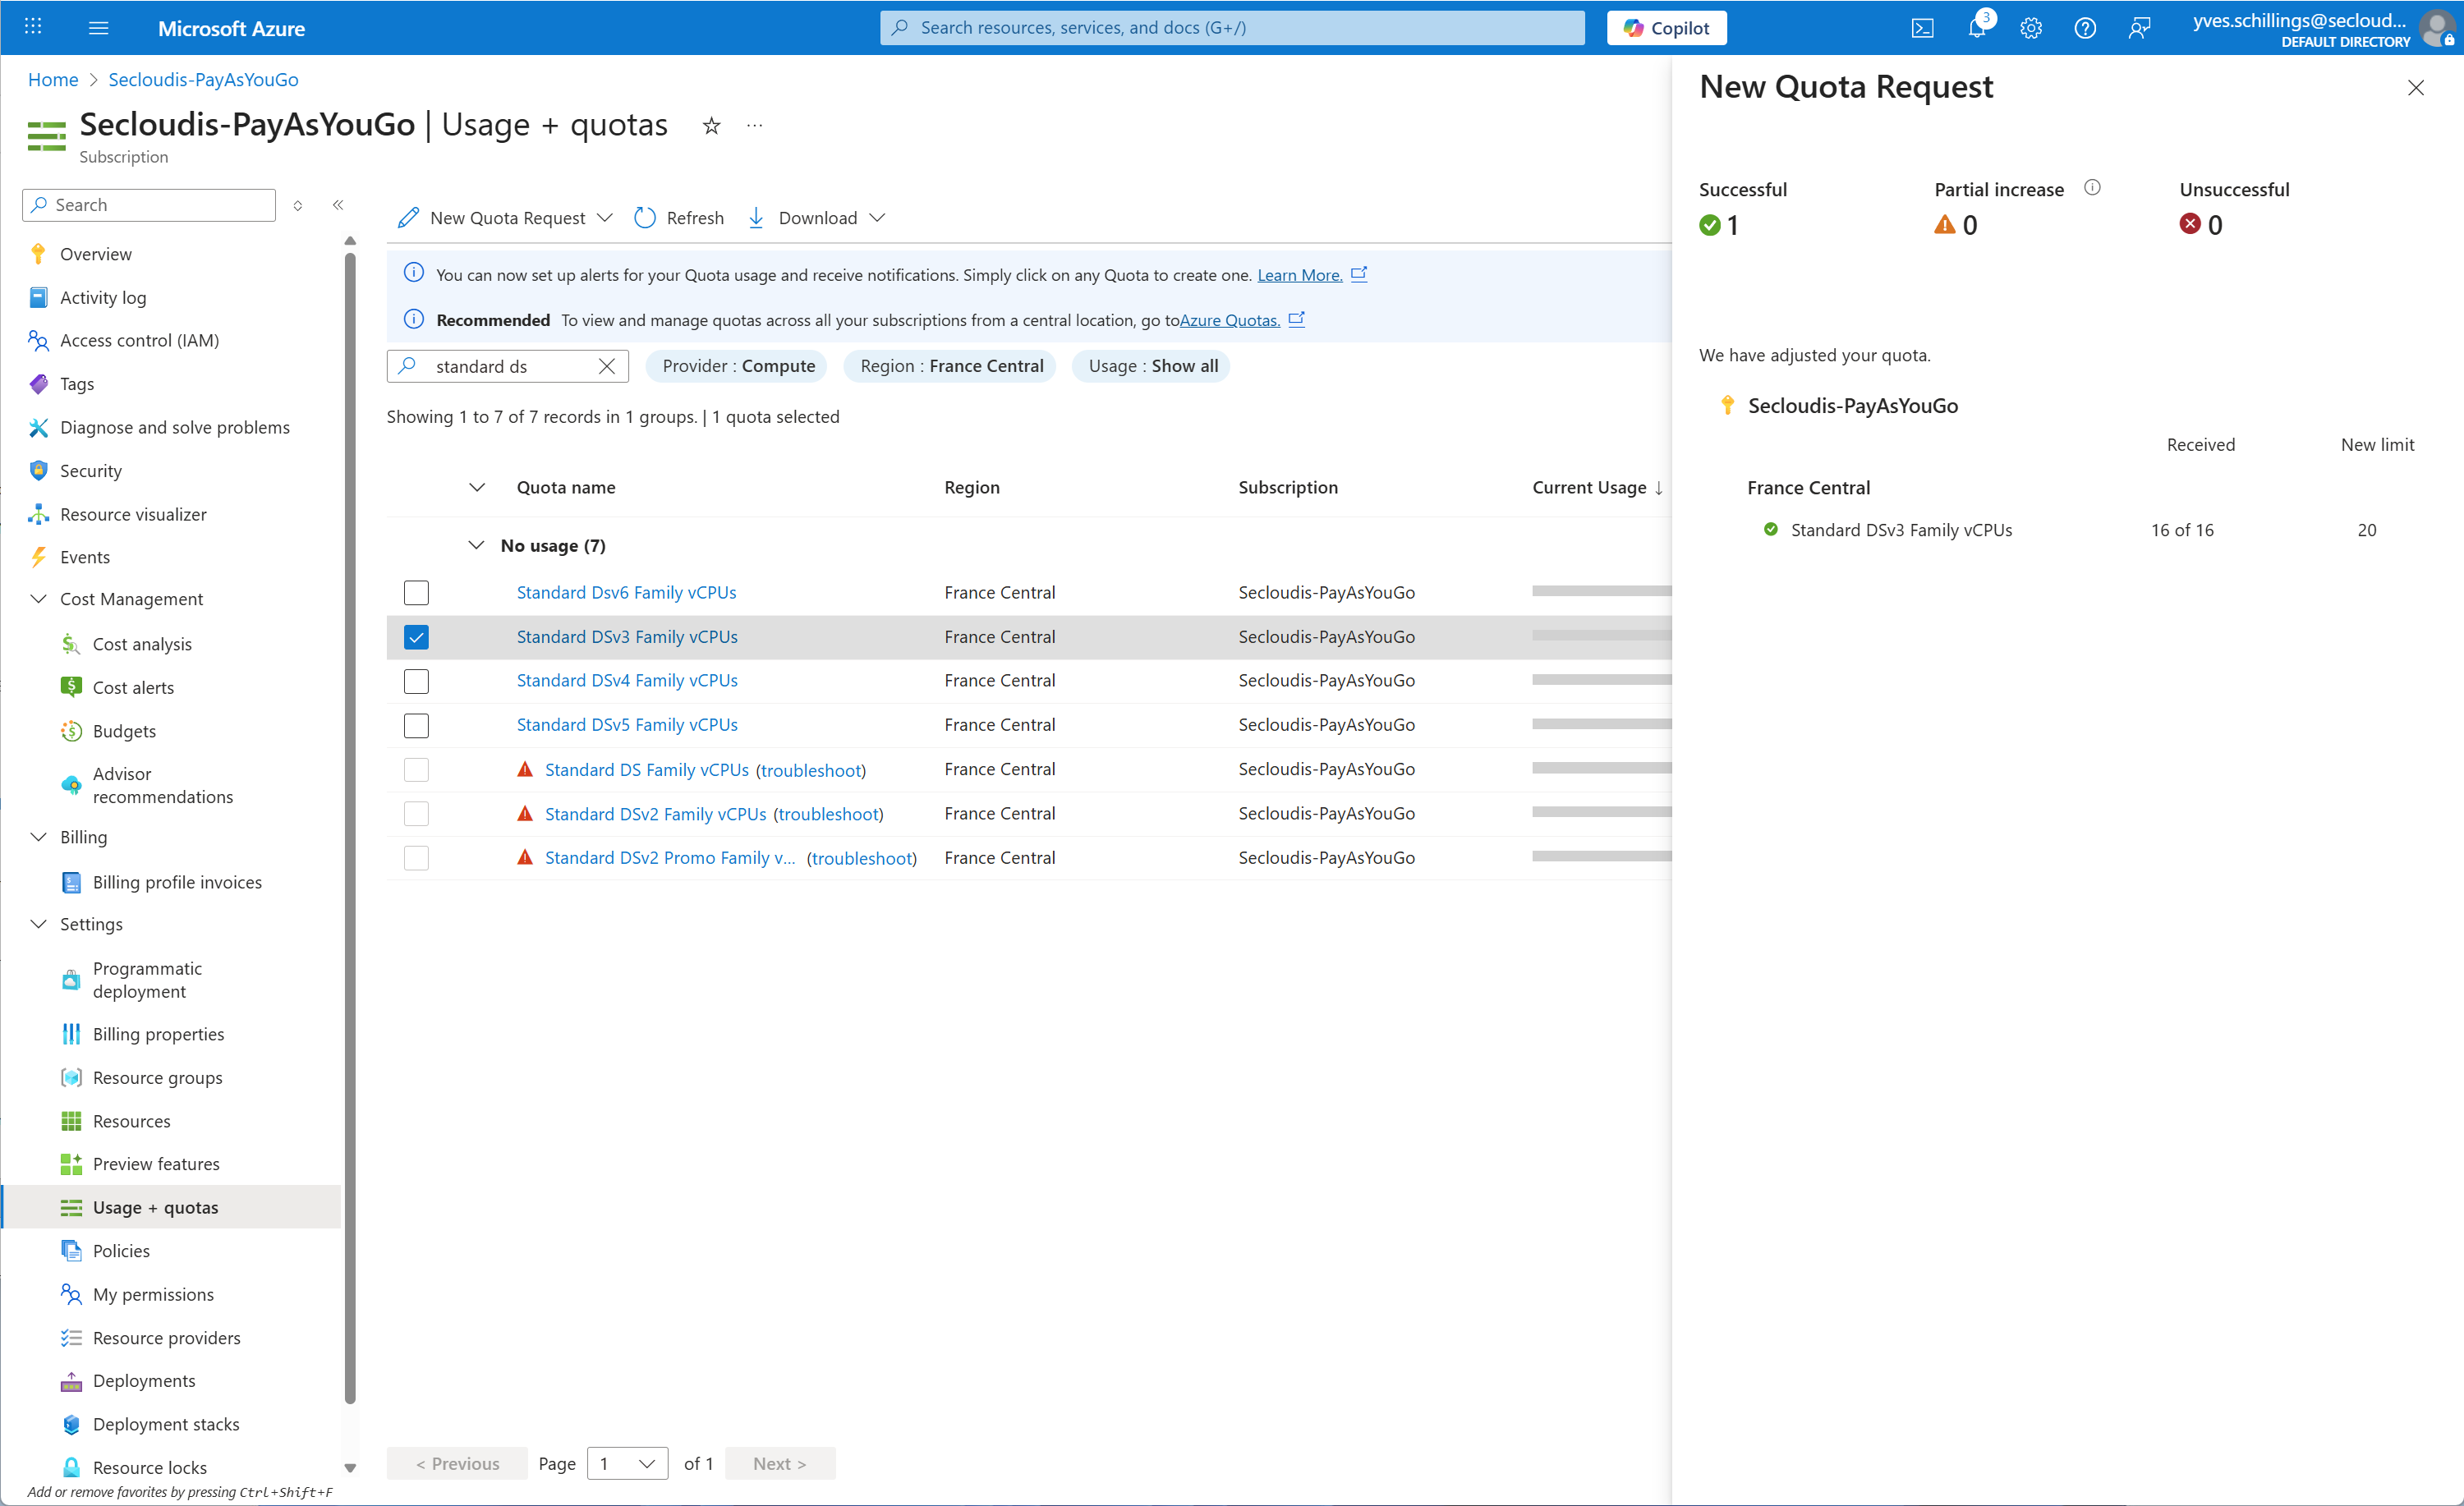 Microsoft Azure
Search resources, services, and docs (G+/)
Copilot
3
yves.schillings@secloud...
DEFAULT DIRECTORY
Home > Secloudis-PayAsYouGo
Secloudis-PayAsYouGo | Usage + quotas
Subscription
Search
Overview
Activity log
Access control (IAM)
Tags
Diagnose and solve problems
Security
Resource visualizer
Events
Cost Management
Cost analysis
Cost alerts
Budgets
Advisor
recommendations
Billing
Billing profile invoices
Settings
Programmatic
deployment
Billing properties
Resource groups
Resources
Preview features
Usage + quotas
Policies
My permissions
Resource providers
Deployments
Deployment stacks
Resource locks
Add or remove favorites by pressing Ctrl+Shift+F
New Quota Request
Refresh
Download
You can now set up alerts for your Quota usage and receive notifications. Simply click on any Quota to create one. Learn More.
Recommended To view and manage quotas across all your subscriptions from a central location, go toAzure Quotas.
standard ds
Provider : Compute
Region : France Central
Usage : Show all
Showing 1 to 7 of 7 records in 1 groups. | 1 quota selected
Quota name Region Subscription Current Usage ↓
No usage (7)
Standard Dsv6 Family vCPUs France Central Secloudis-PayAsYouGo
Standard DSv3 Family vCPUs France Central Secloudis-PayAsYouGo
Standard DSv4 Family vCPUs France Central Secloudis-PayAsYouGo
Standard DSv5 Family vCPUs France Central Secloudis-PayAsYouGo
Standard DS Family vCPUs (troubleshoot) France Central Secloudis-PayAsYouGo
Standard DSv2 Family vCPUs (troubleshoot) France Central Secloudis-PayAsYouGo
Standard DSv2 Promo Family v... (troubleshoot) France Central Secloudis-PayAsYouGo
< Previous Page 1 of 1 Next >
New Quota Request
Successful Partial increase Unsuccessful
1 0 0
We have adjusted your quota.
Secloudis-PayAsYouGo
Received New limit
France Central
Standard DSv3 Family vCPUs 16 of 16 20